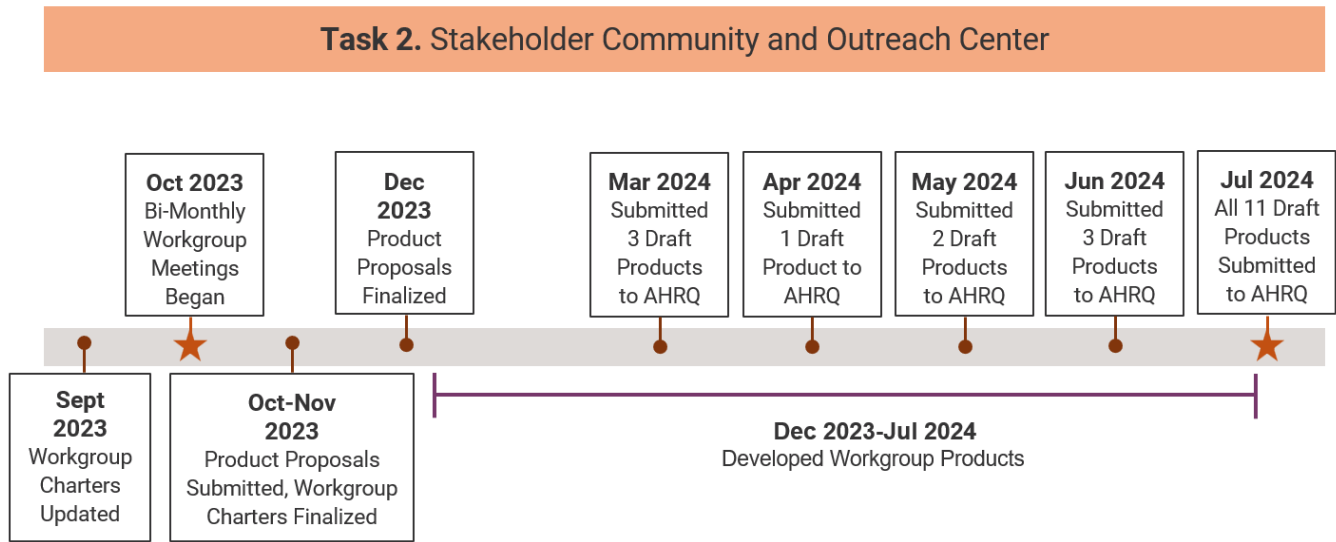 Task 2. Stakeholder Community and Outreach Center
Oct 2023
Bi-Monthly
Workgroup
Meetings
Began
Dec
2023
Product
Proposals
Finalized
Mar 2024
Submitted
3 Draft
Products
to AHRQ
Apr 2024
Submitted
1 Draft
Product to
AHRQ
May 2024
Submitted
2 Draft
Products
to AHRQ
Jun 2024
Submitted
3 Draft
Products
to AHRQ
Jul 2024
All 11 Draft
Products
Submitted
to AHRQ
Sept
2023
Workgroup
Charters
Updated
Oct-Nov
2023
Product Proposals
Submitted, Workgroup
Charters Finalized
Dec 2023-Jul 2024
Developed Workgroup Products